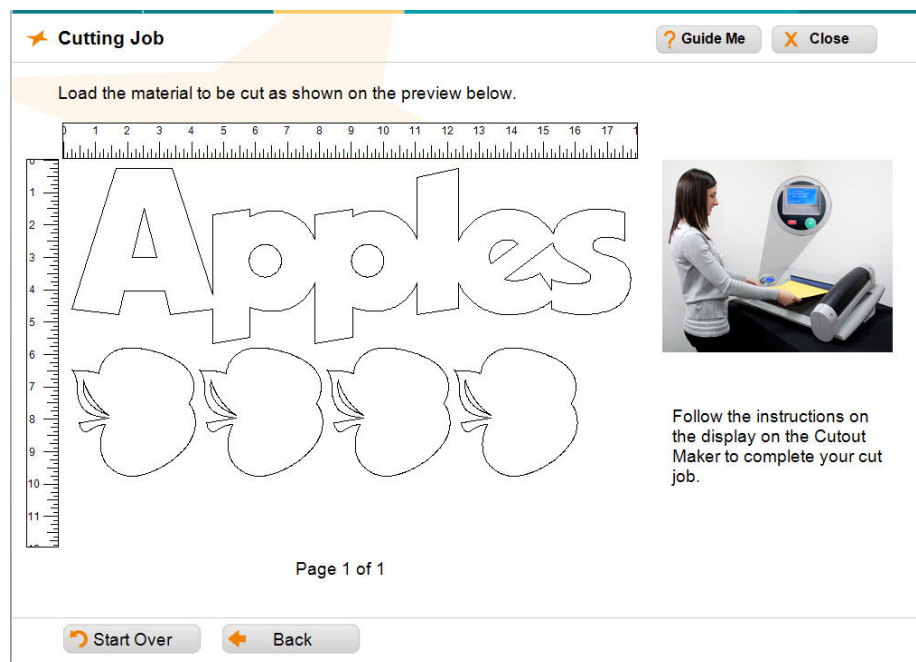 Cutting Job
? Guide Me
X Close
Load the material to be cut as shown on the preview below.
1 2 3 4 5 6 7 8 9 10 11 12 13 14 15 16 17
1
2
3
4
5
6
7
8
9
10
11
Apples
Follow the instructions on
the display on the Cutout
Maker to complete your cut
job.
Page 1 of 1
Start Over
Back